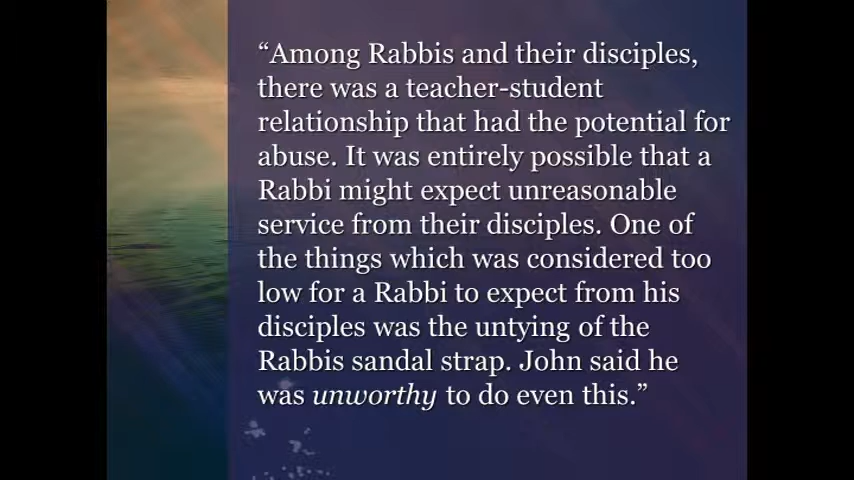 “Among Rabbis and their disciples,
there was a teacher-student
relationship that had the potential for
abuse. It was entirely possible that a
Rabbi might expect unreasonable
service from their disciples. One of
the things which was considered too
low for a Rabbi to expect from his
disciples was the untying of the
Rabbis sandal strap. John said he
was unworthy to do even this.”